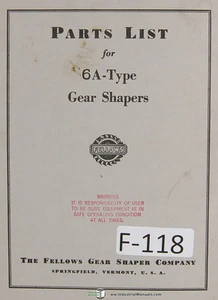 PARTS LIST
for
6A-Type
Gear Shapers
FELLOWS
WARNING
IT IS RESPONSIBILITY OF USER
TO BE SURE EQUIPMENT IS IN
SAFE OPERATING CONDITION
AT ALL TIMES.
F-118
THE FELLOWS GEAR SHAPER COMPANY
SPRINGFIELD, VERMONT, U. S. A.
www.industrialManuals.com